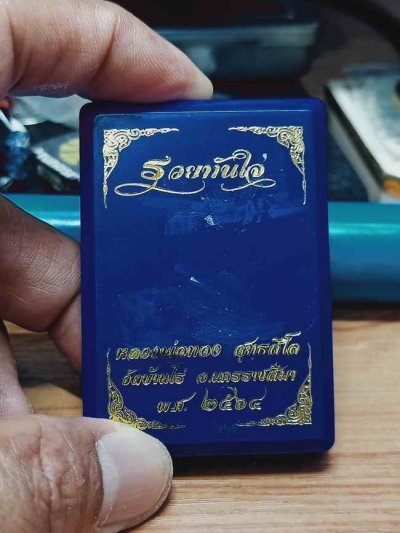 รวยทันใจ
หลวงพ่อทอง สุทธสีโล
วัดบ้านไร่ จ.นครราชสีมา
พ.ศ. ๒๕๖๔